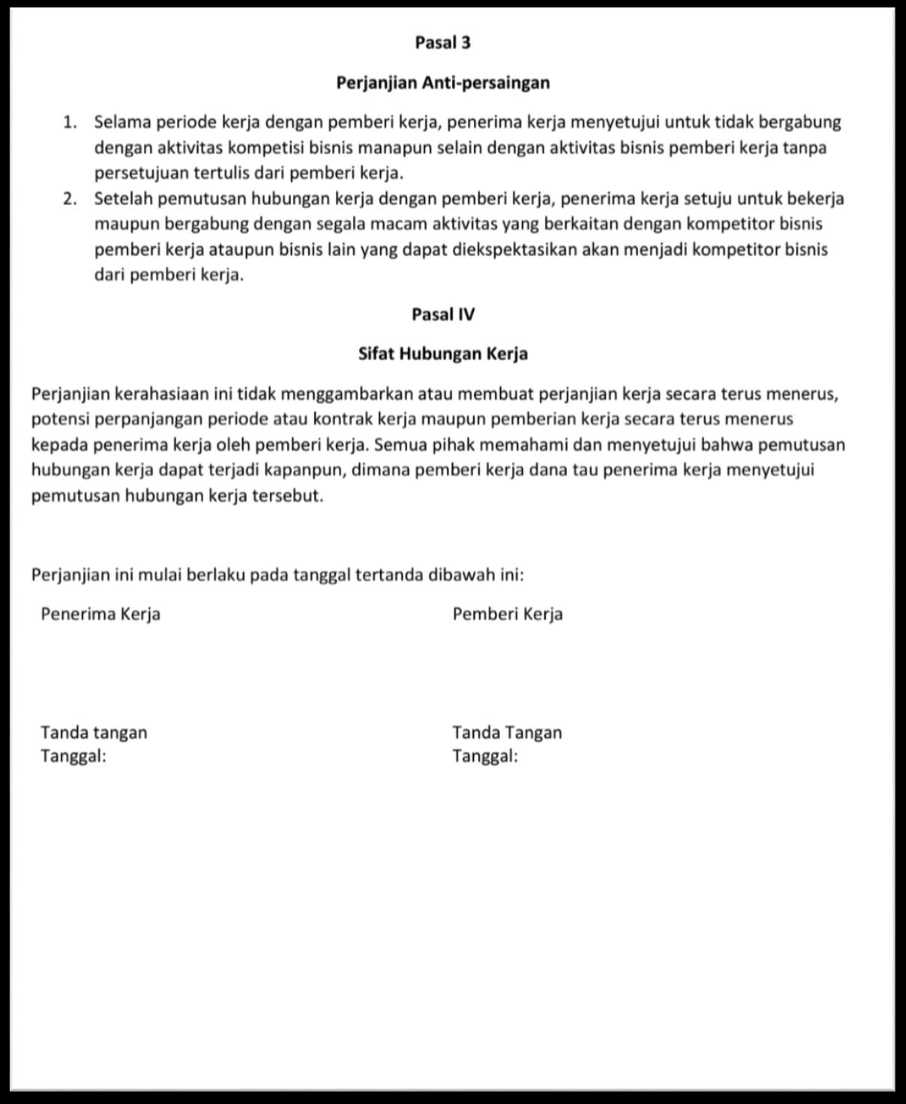 Pasal 3
Perjanjian Anti-persaingan
1. Selama periode kerja dengan pemberi kerja, penerima kerja menyetujui untuk tidak bergabung
dengan aktivitas kompetisi bisnis manapun selain dengan aktivitas bisnis pemberi kerja tanpa
persetujuan tertulis dari pemberi kerja.
2. Setelah pemutusan hubungan kerja dengan pemberi kerja, penerima kerja setuju untuk bekerja
maupun bergabung dengan segala macam aktivitas yang berkaitan dengan kompetitor bisnis
pemberi kerja ataupun bisnis lain yang dapat diekspektasikan akan menjadi kompetitor bisnis
dari pemberi kerja.
Pasal IV
Sifat Hubungan Kerja
Perjanjian kerahasiaan ini tidak menggambarkan atau membuat perjanjian kerja secara terus menerus,
potensi perpanjangan periode atau kontrak kerja maupun pemberian kerja secara terus menerus
kepada penerima kerja oleh pemberi kerja. Semua pihak memahami dan menyetujui bahwa pemutusan
hubungan kerja dapat terjadi kapanpun, dimana pemberi kerja dana tau penerima kerja menyetujui
pemutusan hubungan kerja tersebut.
Perjanjian ini mulai berlaku pada tanggal tertanda dibawah ini:
Penerima Kerja Pemberi Kerja
Tanda tangan Tanda Tangan
Tanggal: Tanggal: